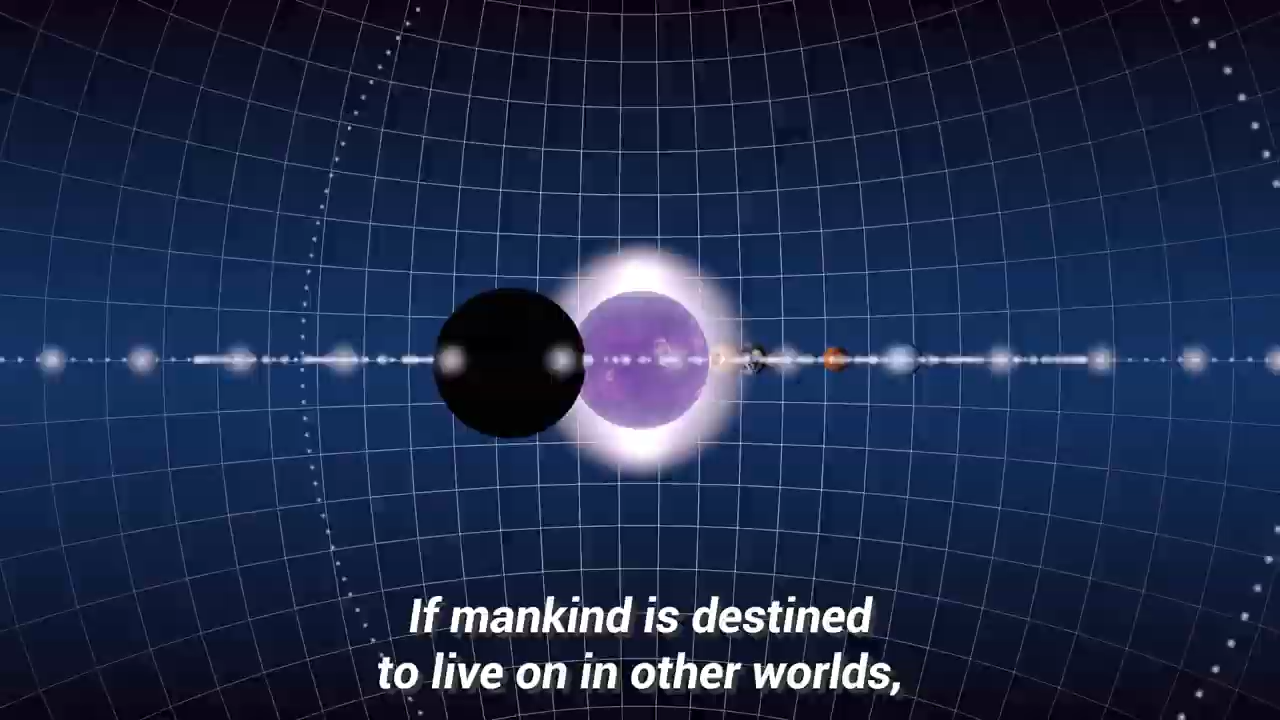 If mankind is destined
to live on in other worlds,